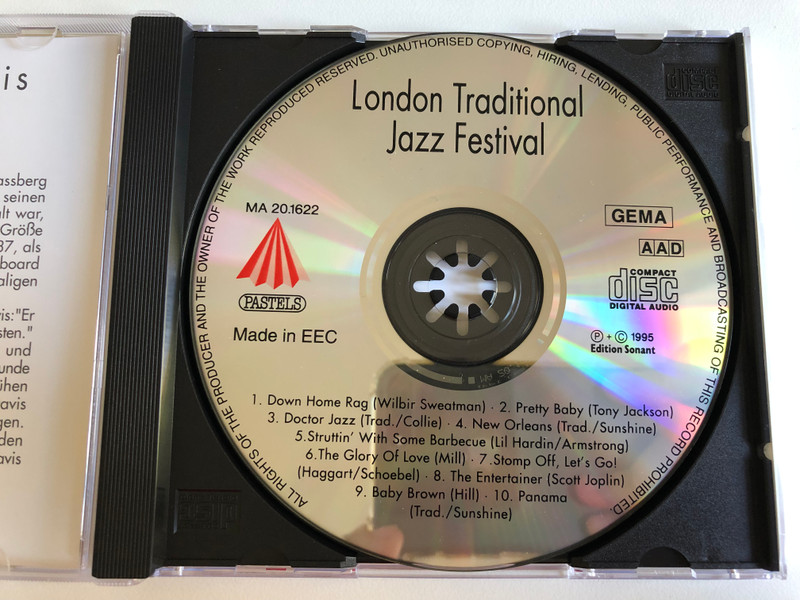 is
assberg
seinen
lt war,
Größe
37, als
board
aligen
vis:"Er
sten."
und
unde
ühen
avis
gen.
den
avis
ALL RIGHTS OF THE PRODUCER AND THE OWNER OF THE WORK REPRODUCED RESERVED. UNAUTHORISED COPYING, HIRING, LENDING, PUBLIC PERFORMANCE AND BROADCASTING OF THIS RECORD PROHIBITED.
London Traditional
Jazz Festival
MA 20.1622
PASTELS
Made in EEC
GEMA
AAD
COMPACT
disc
DIGITAL AUDIO
Ⓟ + © 1995
Edition Sonant
1. Down Home Rag (Wilbir Sweatman) · 2. Pretty Baby (Tony Jackson)
3. Doctor Jazz (Trad./Collie) · 4. New Orleans (Trad./Sunshine)
5.Struttin' With Some Barbecue (Lil Hardin/Armstrong)
6.The Glory Of Love (Mill) · 7.Stomp Off, Let's Go!
(Haggart/Schoebel) · 8. The Entertainer (Scott Joplin)
9. Baby Brown (Hill) · 10. Panama
(Trad./Sunshine)
disc